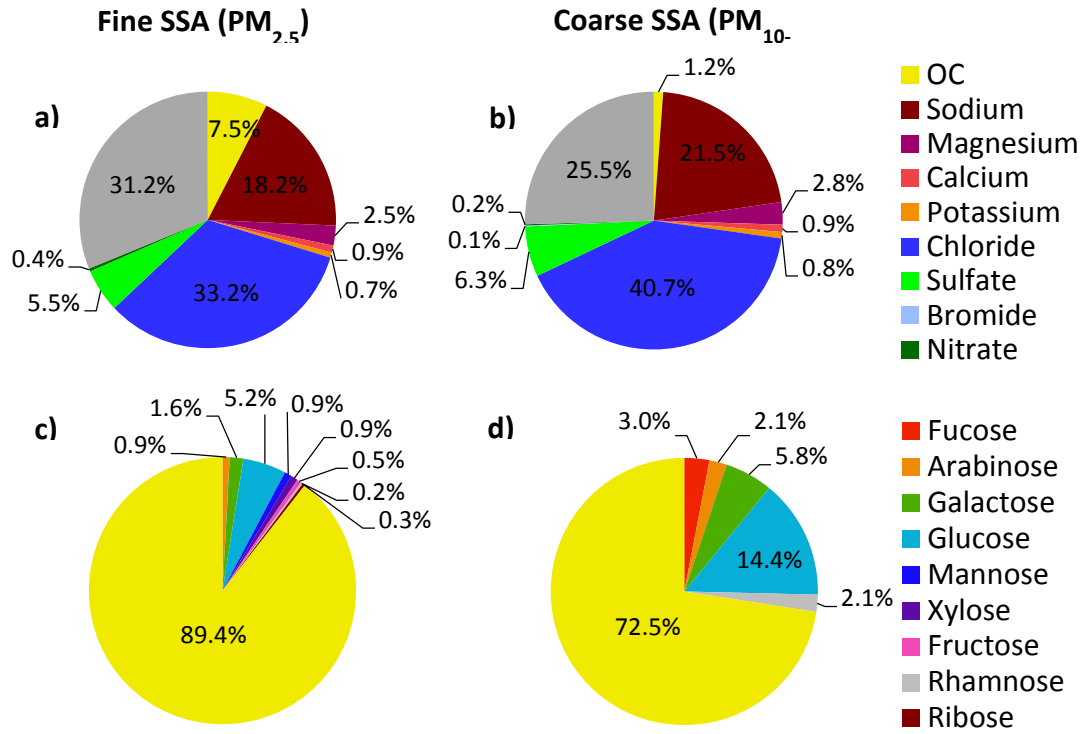 Fine SSA (PM2.5)
Coarse SSA (PM10-
a)
7.5%
18.2%
2.5%
0.9%
0.7%
33.2%
5.5%
0.4%
31.2%
b)
1.2%
21.5%
2.8%
0.9%
0.8%
40.7%
6.3%
0.1%
0.2%
25.5%
OC
Sodium
Magnesium
Calcium
Potassium
Chloride
Sulfate
Bromide
Nitrate
c)
0.9%
1.6%
5.2%
0.9%
0.9%
0.5%
0.2%
0.3%
89.4%
d)
3.0%
2.1%
5.8%
14.4%
2.1%
72.5%
Fucose
Arabinose
Galactose
Glucose
Mannose
Xylose
Fructose
Rhamnose
Ribose